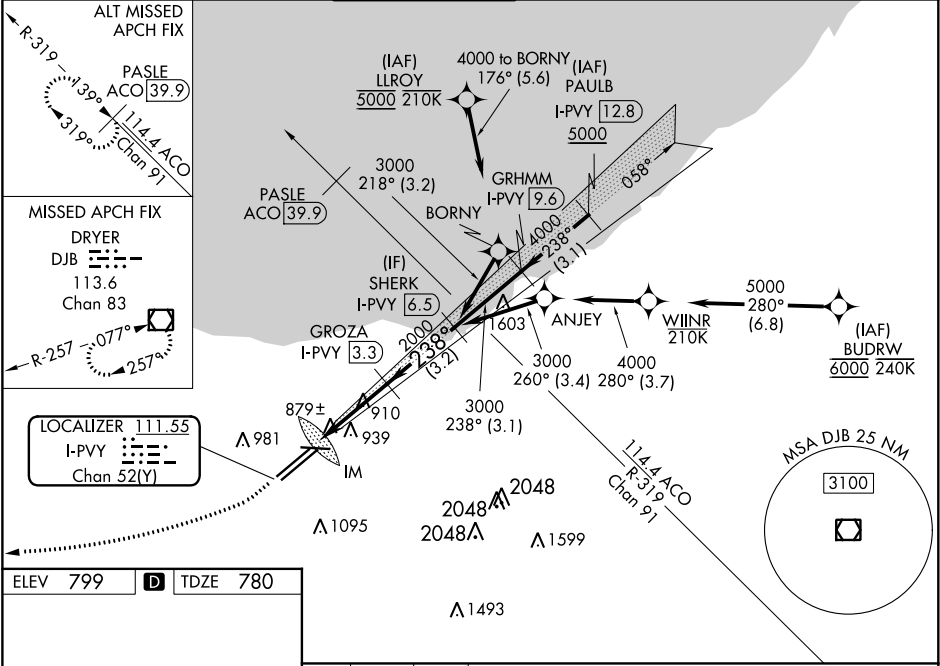 ALT MISSED
APCH FIX
R-319
139°
PASLE
ACO 39.9
319°
114.4 ACO
Chan 91
MISSED APCH FIX
DRYER
DJB
113.6
Chan 83
R-257
077°
257°
(IAF)
LLROY
5000 210K
4000 to BORNY
176° (5.6)
(IAF)
PAULB
I-PVY 12.8
5000
058°
3000
218° (3.2)
GRHMM
I-PVY 9.6
PASLE
ACO 39.9
BORNY
4000
238°
(3.1)
(IF)
SHERK
I-PVY 6.5
1603
ANJEY
WIINR
210K
5000
280°
(6.8)
(IAF)
BUDRW
6000 240K
GROZA
I-PVY 3.3
2000
238°
(3.2)
3000
260° (3.4)
4000
280° (3.7)
3000
238° (3.1)
879±
910
939
981
IM
LOCALIZER 111.55
I-PVY
Chan 52(Y)
114.4 ACO
R-319
Chan 91
MSA DJB 25 NM
3100
2048
2048
2048
1095
1599
1493
ELEV 799 D TDZE 780